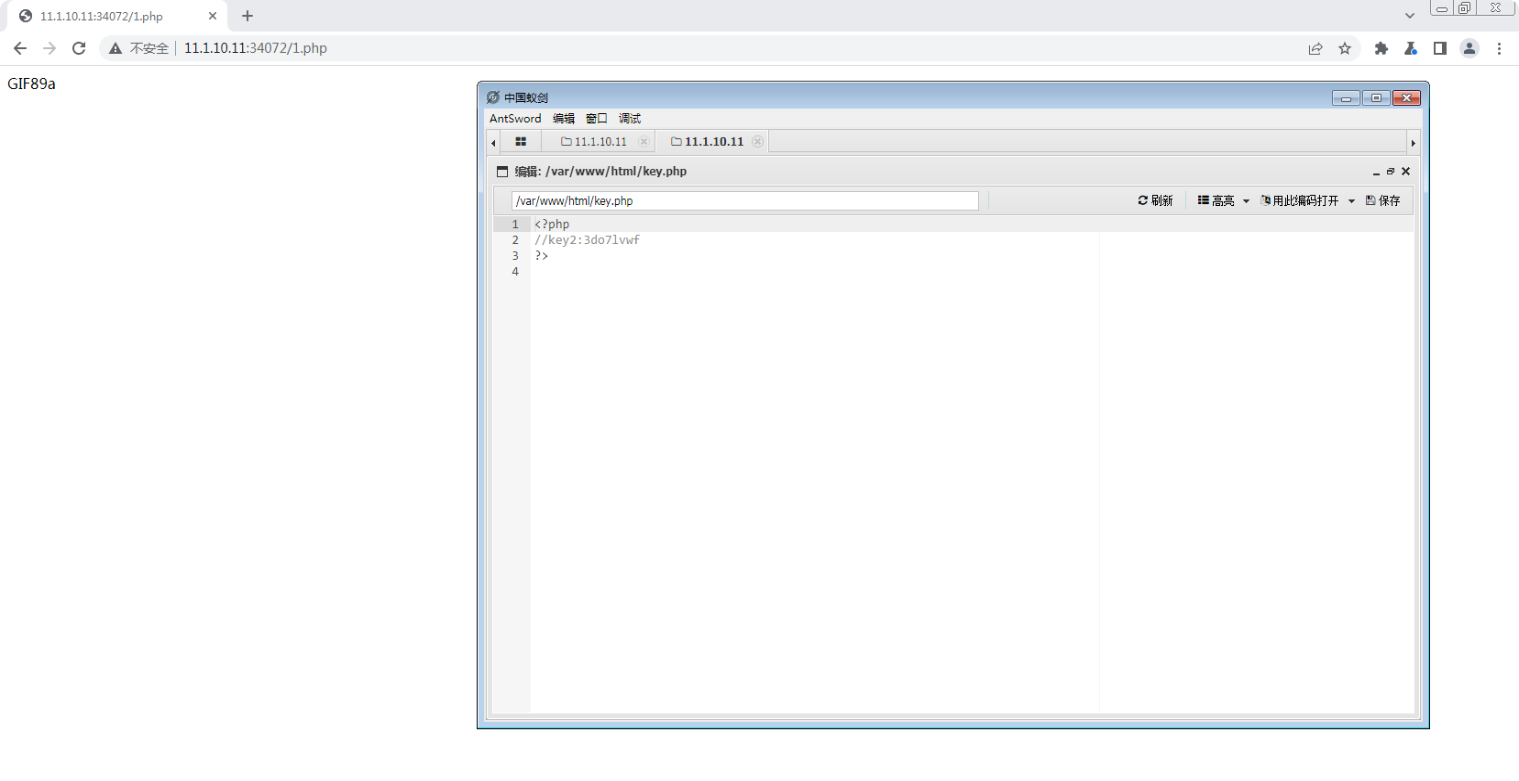 11.1.10.11:34072/1.php
不安全 11.1.10.11:34072/1.php
GIF89a
中国蚁剑
AntSword 编辑 窗口 调试
11.1.10.11 11.1.10.11
编辑: /var/www/html/key.php
/var/www/html/key.php 刷新 高亮 用此编码打开 保存
1 <?php
2 //key2:3do7lvwf
3 ?>
4